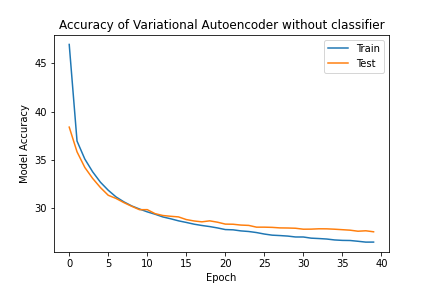 Accuracy of Variational Autoencoder without classifier
Train
Test
Model Accuracy
45
40
35
30
0 5 10 15 20 25 30 35 40
Epoch